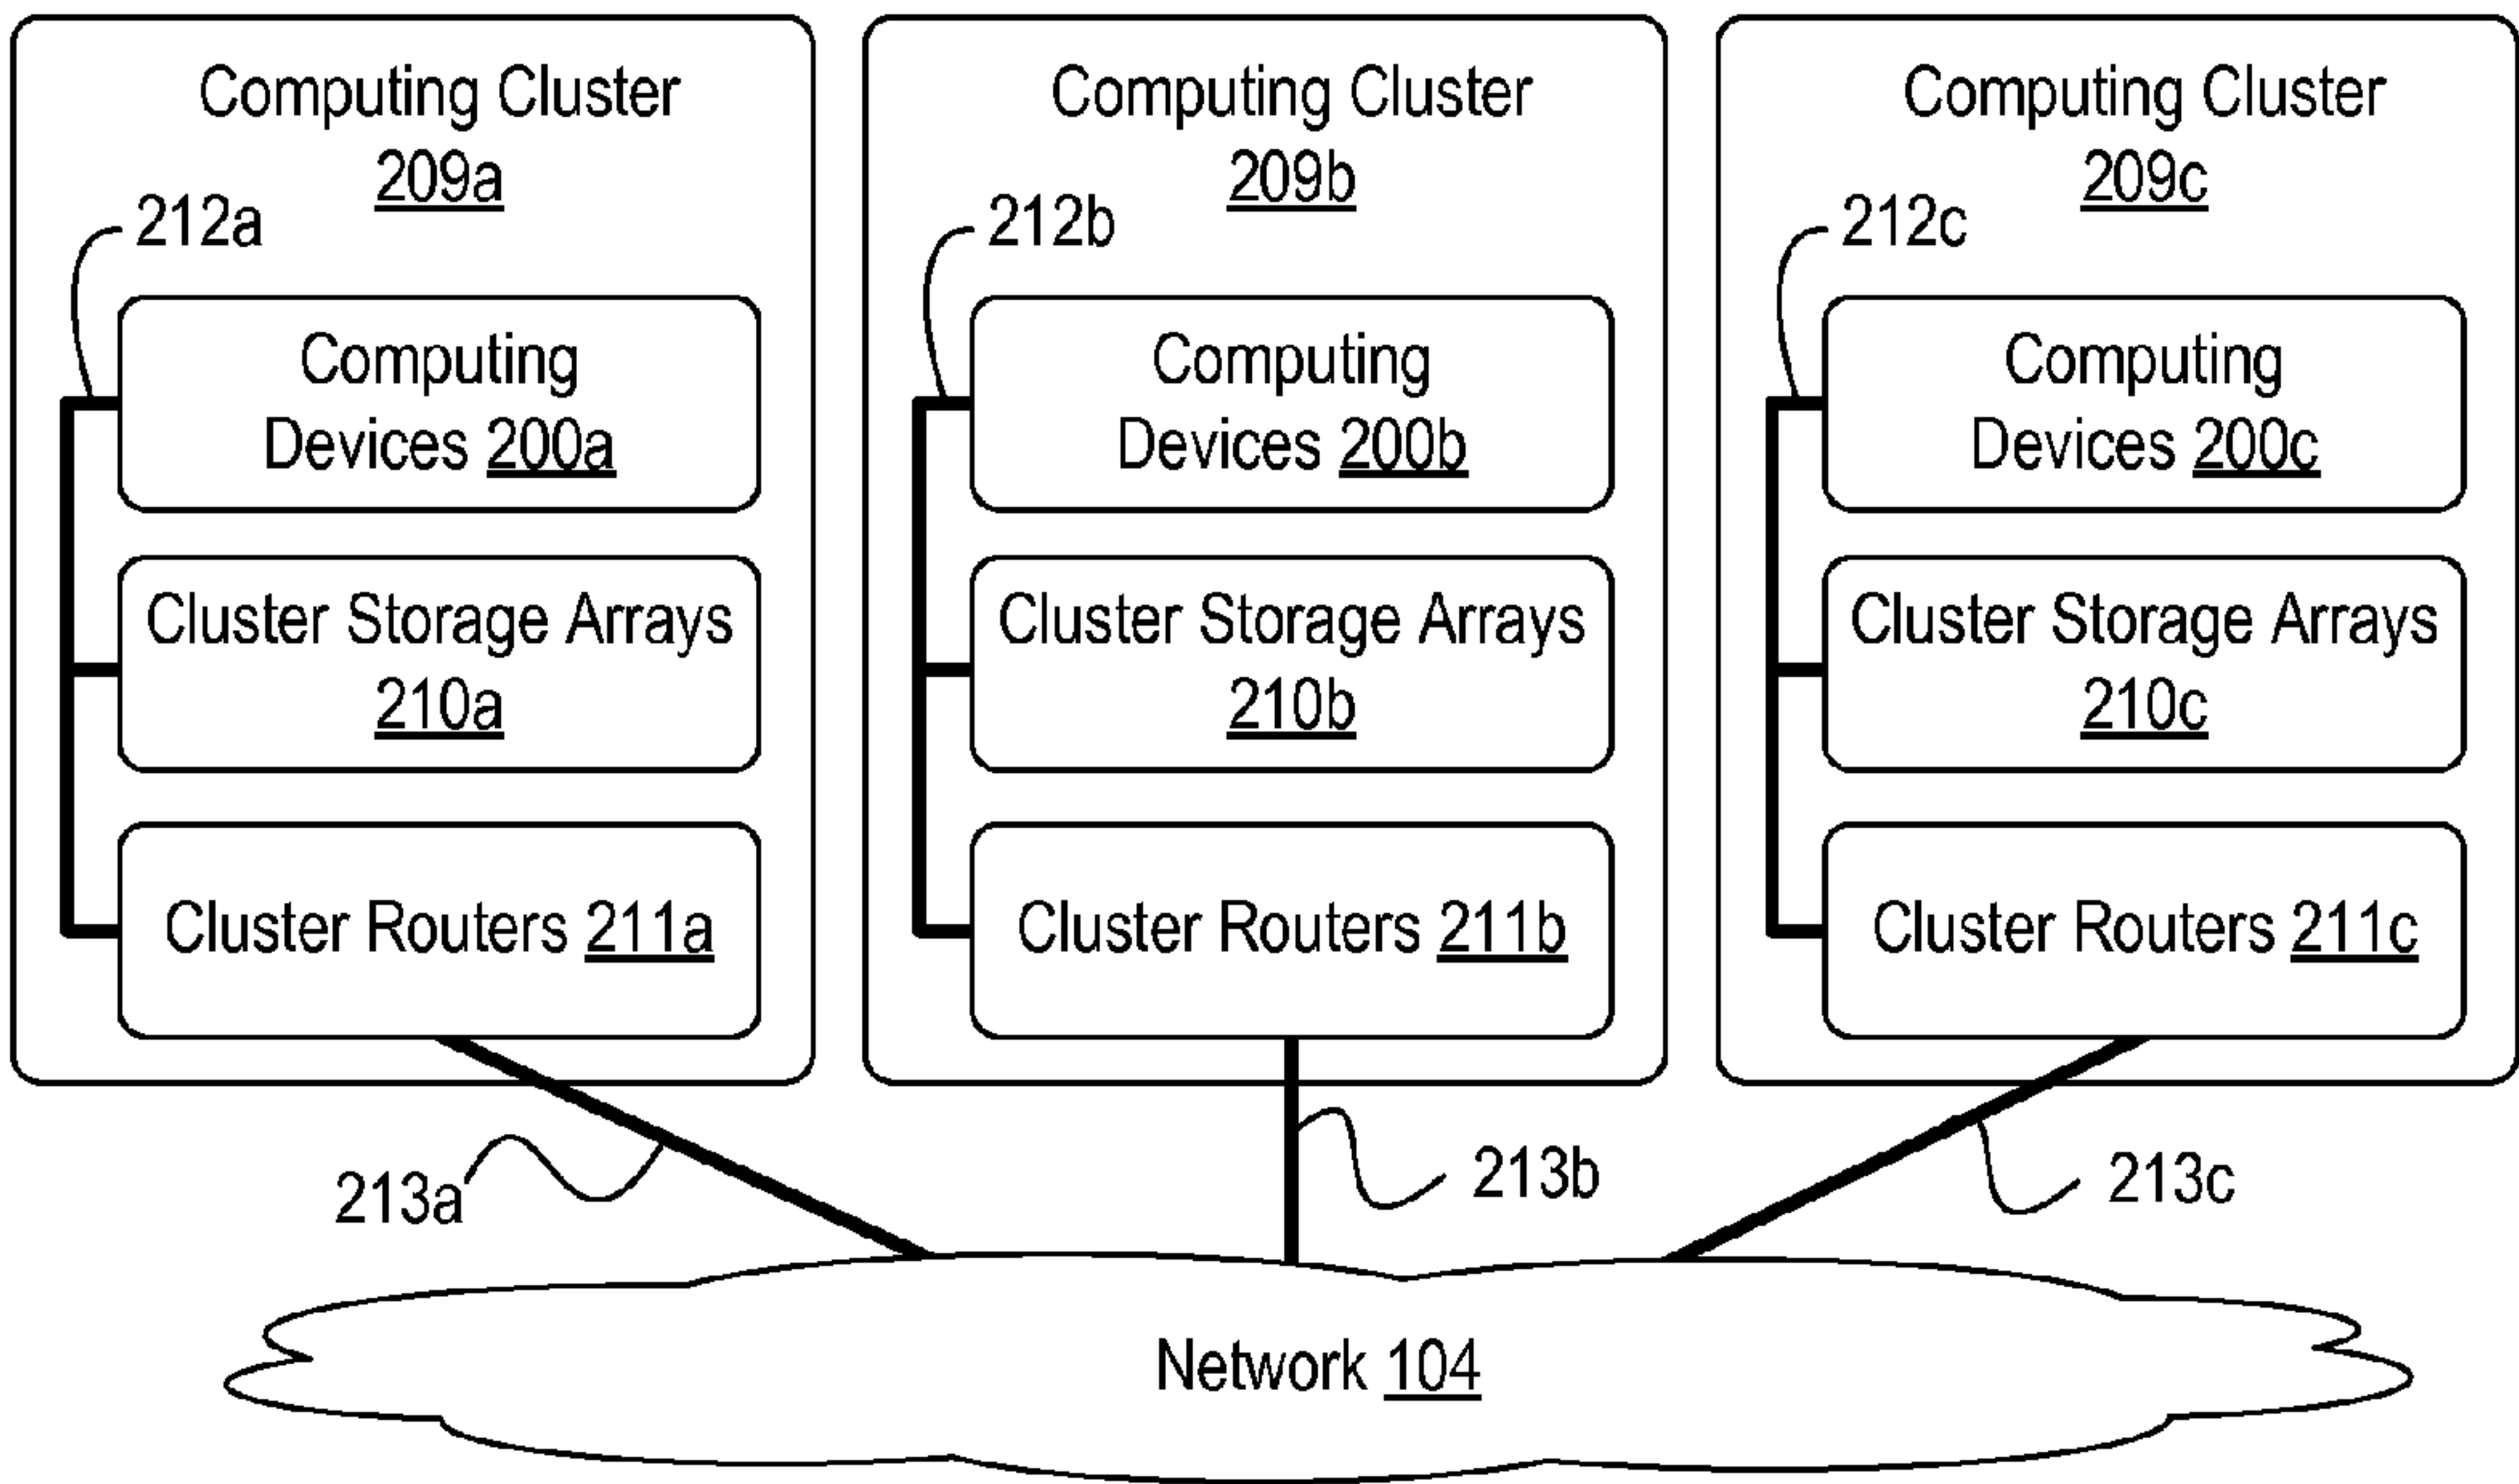 Computing Cluster
209a
212a
Computing
Devices 200a
Cluster Storage Arrays
210a
Cluster Routers 211a
Computing Cluster
209b
212b
Computing
Devices 200b
Cluster Storage Arrays
210b
Cluster Routers 211b
Computing Cluster
209c
212c
Computing
Devices 200c
Cluster Storage Arrays
210c
Cluster Routers 211c
213a
213b
213c
Network 104